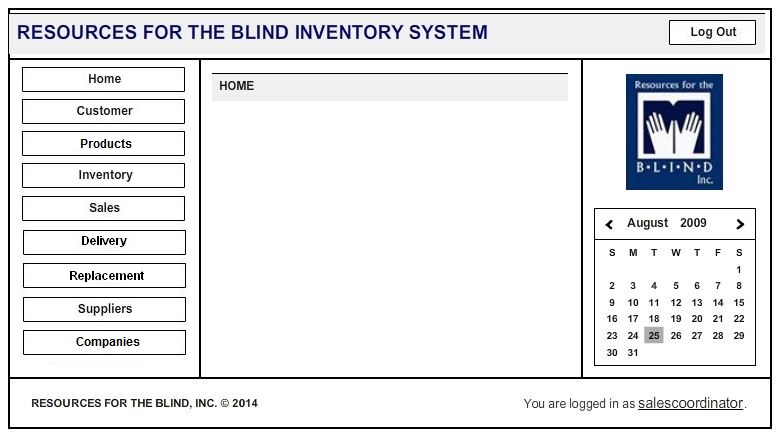 RESOURCES FOR THE BLIND INVENTORY SYSTEM
Log Out
Home
Customer
Products
Inventory
Sales
Delivery
Replacement
Suppliers
Companies
HOME
Resources for the
B•L•I•N•D
Inc.
August 2009
S M T W T F S
1
2 3 4 5 6 7 8
9 10 11 12 13 14 15
16 17 18 19 20 21 22
23 24 25 26 27 28 29
30 31
RESOURCES FOR THE BLIND, INC. © 2014
You are logged in as salescoordinator.